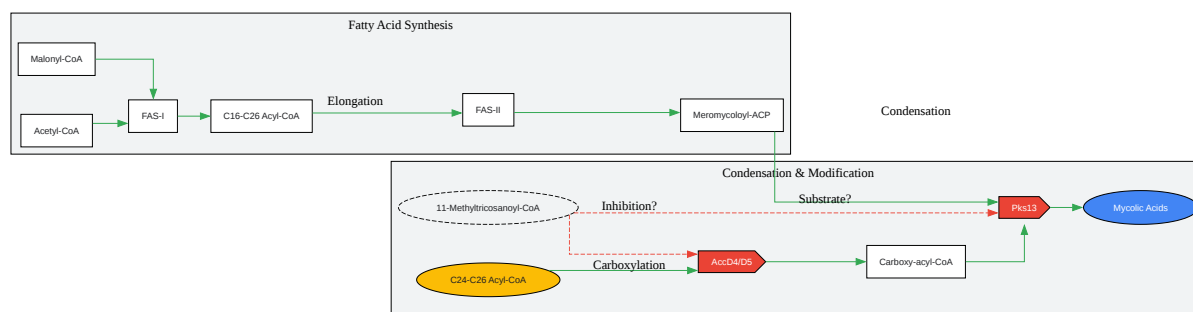 Fatty Acid Synthesis
Malonyl-CoA
Acetyl-CoA
FAS-I
C16-C26 Acyl-CoA
Elongation
FAS-II
Meromycoloyl-ACP
Condensation
Condensation & Modification
11-Methyltricosanoyl-CoA
Inhibition?
Substrate?
Pks13
Mycolic Acids
C24-C26 Acyl-CoA
Carboxylation
AccD4/D5
Carboxy-acyl-CoA